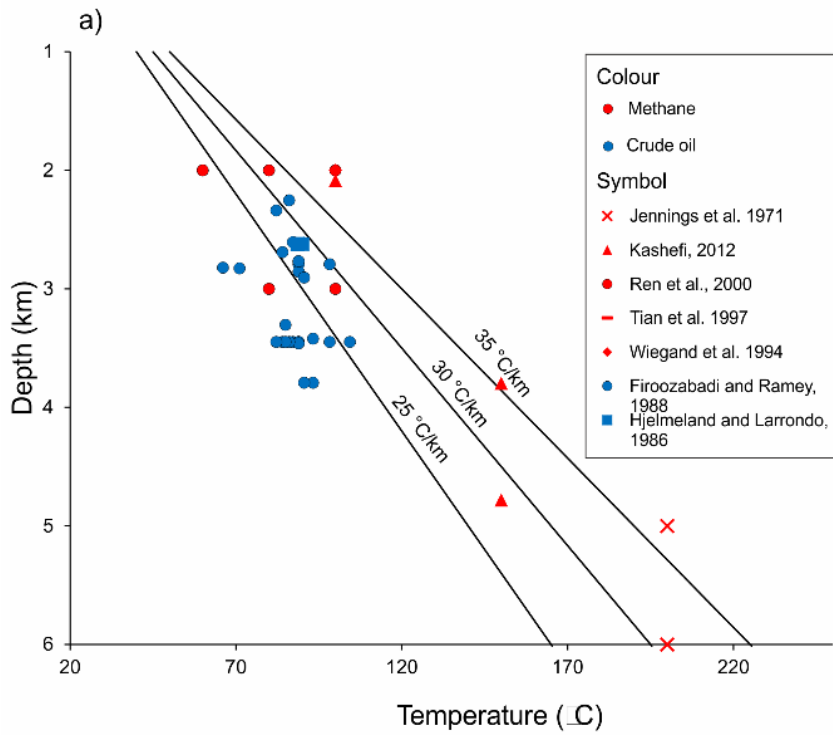 a)
1
2
3
4
5
6
Depth (km)
20
70
120
170
220
Temperature (□C)
25 °C/km
30 °C/km
35 °C/km
Colour
Methane
Crude oil
Symbol
Jennings et al. 1971
Kashefi, 2012
Ren et al., 2000
Tian et al. 1997
Wiegand et al. 1994
Firoozabadi and Ramey,
1988
Hjelmeland and Larrondo,
1986